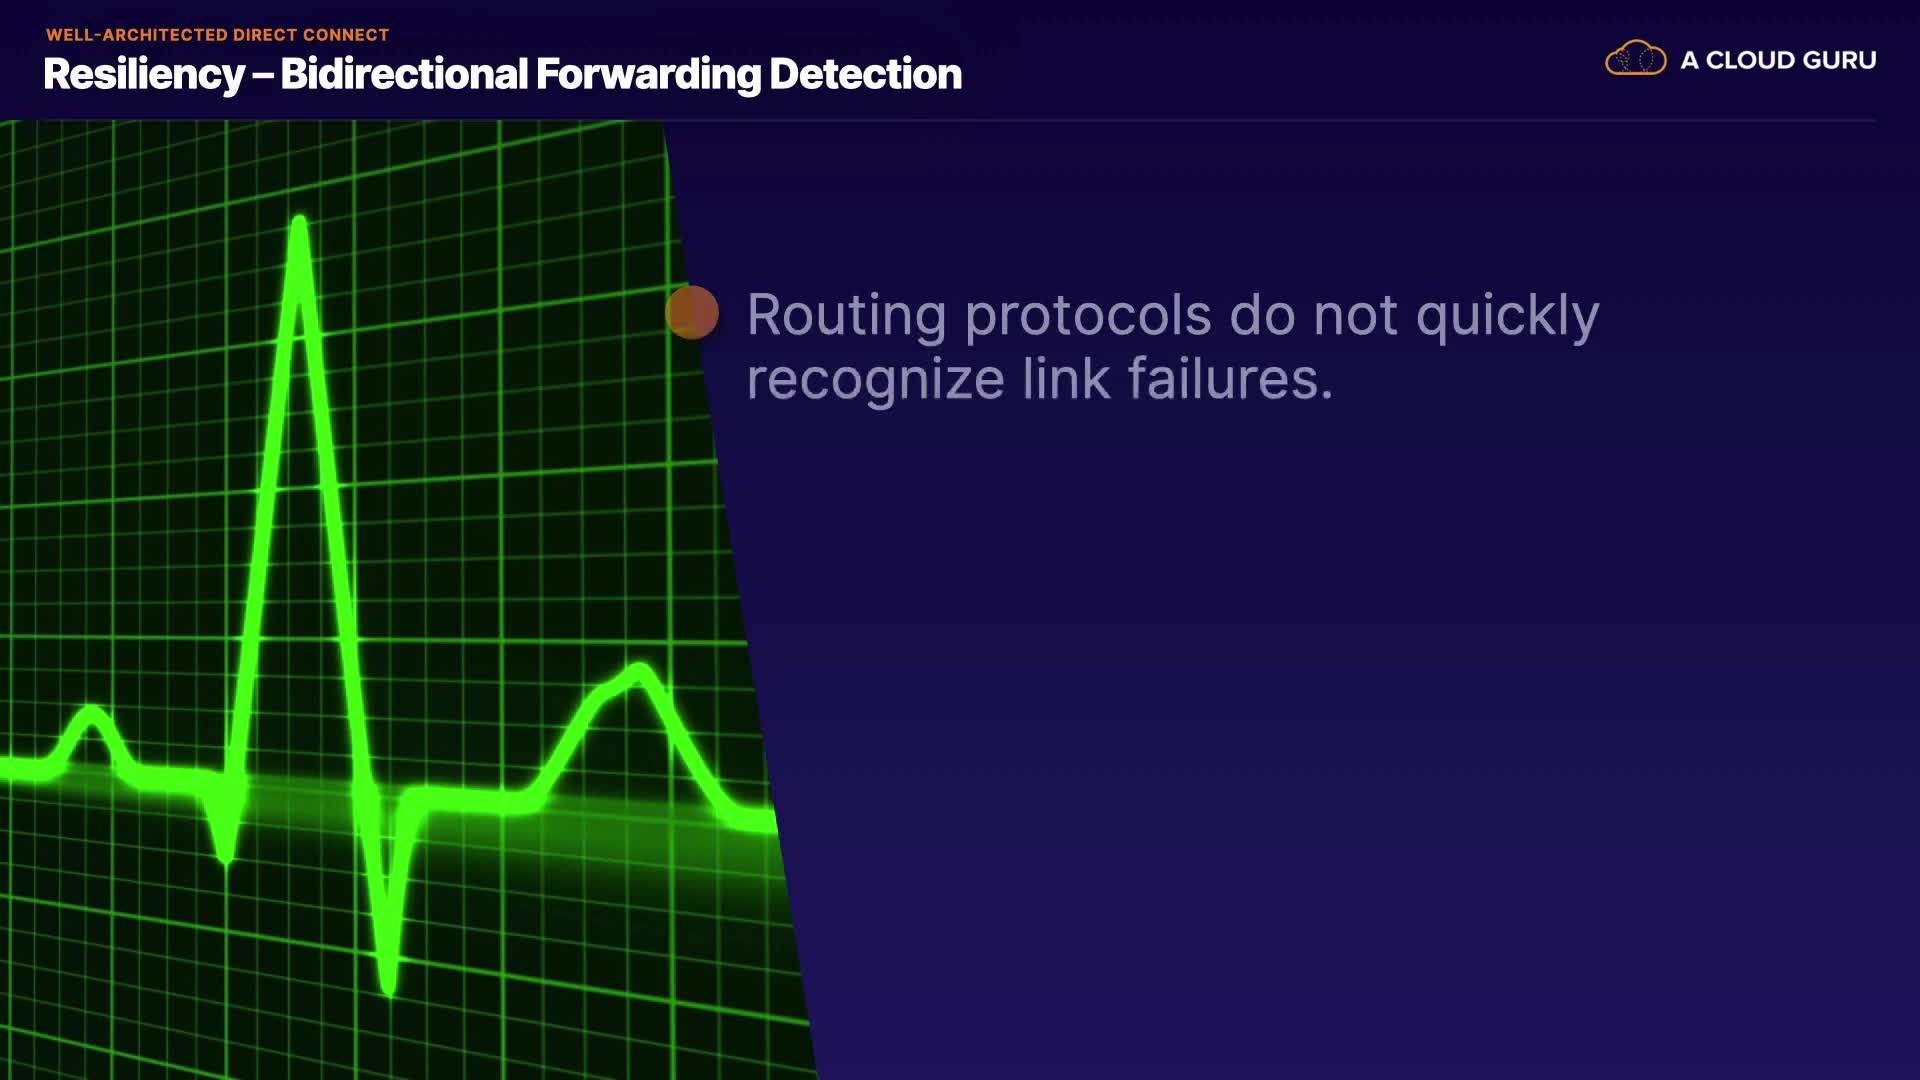 WELL-ARCHITECTED DIRECT CONNECT
Resiliency – Bidirectional Forwarding Detection
A CLOUD GURU
Routing protocols do not quickly
recognize link failures.